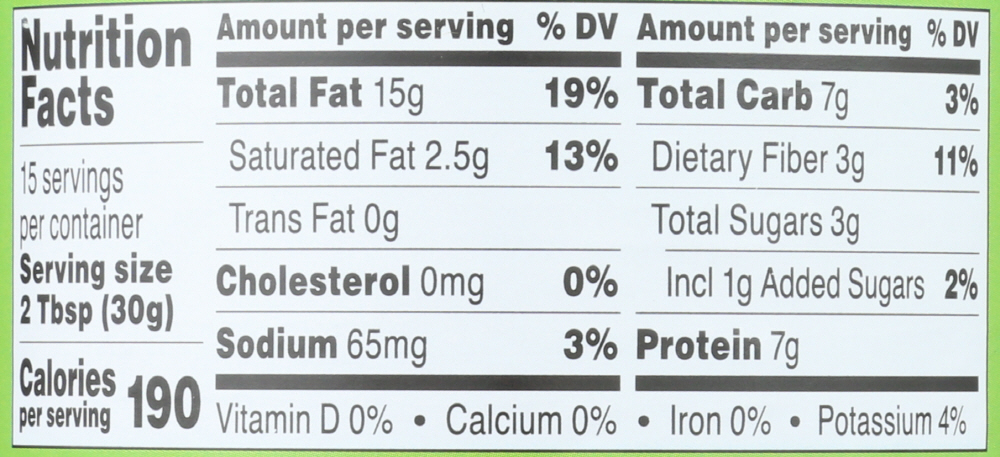 Nutrition
Facts
15 servings
per container
Serving size
2 Tbsp (30g)
Calories
per serving 190
Amount per serving % DV
Total Fat 15g 19%
Saturated Fat 2.5g 13%
Trans Fat 0g
Cholesterol 0mg 0%
Sodium 65mg 3%
Amount per serving % DV
Total Carb 7g 3%
Dietary Fiber 3g 11%
Total Sugars 3g
Incl 1g Added Sugars 2%
Protein 7g
Vitamin D 0% • Calcium 0% • Iron 0% • Potassium 4%